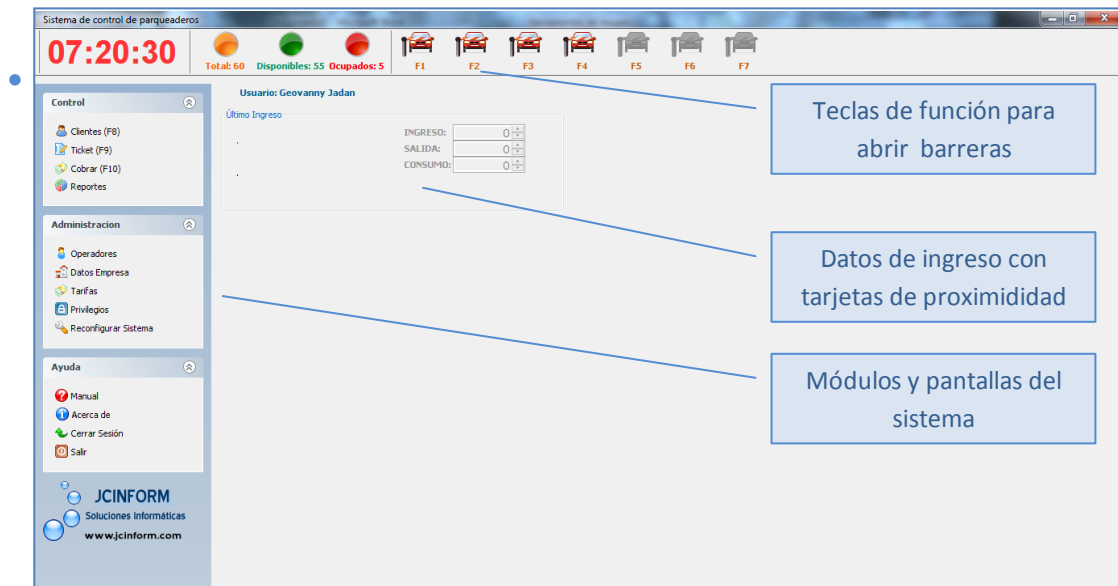 Sistema de control de parqueaderos
07:20:30
Total: 60 Disponibles: 55 Ocupados: 5 F1 F2 F3 F4 F5 F6 F7
Control
Clientes (F8)
Ticket (F9)
Cobrar (F10)
Reportes
Administracion
Operadores
Datos Empresa
Tarifas
Privilegios
Reconfigurar Sistema
Ayuda
Manual
Acerca de
Cerrar Sesión
Salir
JCINFORM
Soluciones Informáticas
www.jcinform.com
Usuario: Geovanny Jadan
Último Ingreso
INGRESO: 0
SALIDA: 0
CONSUMO: 0
Teclas de función para
abrir barreras
Datos de ingreso con
tarjetas de proximididad
Módulos y pantallas del
sistema